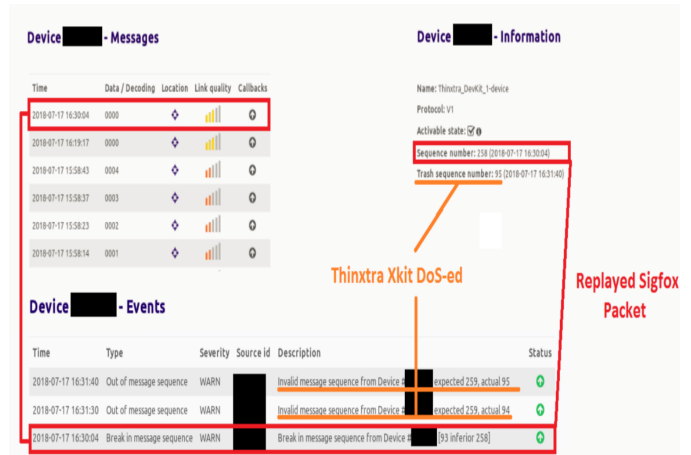 Device - Messages
Time Data / Decoding Location Link quality Callbacks
2018-07-17 16:30:04 0000
2018-07-17 16:19:17 0000
2018-07-17 15:58:43 0004
2018-07-17 15:58:37 0003
2018-07-17 15:58:23 0002
2018-07-17 15:58:14 0001
Device - Information
Name: Thinxtra_DevKit_1-device
Protocol: V1
Activable state:
Sequence number: 258 (2018-07-17 16:30:04)
Trash sequence number: 95 (2018-07-17 16:31:40)
Thinxtra Xkit DoS-ed
Replayed Sigfox
Packet
Device - Events
Time Type Severity Source id Description Status
2018-07-17 16:31:40 Out of message sequence WARN Invalid message sequence from Device # expected 259, actual 95
2018-07-17 16:31:30 Out of message sequence WARN Invalid message sequence from Device # expected 259, actual 94
2018-07-17 16:30:04 Break in message sequence WARN Break in message sequence from Device # [93 inferior 258]